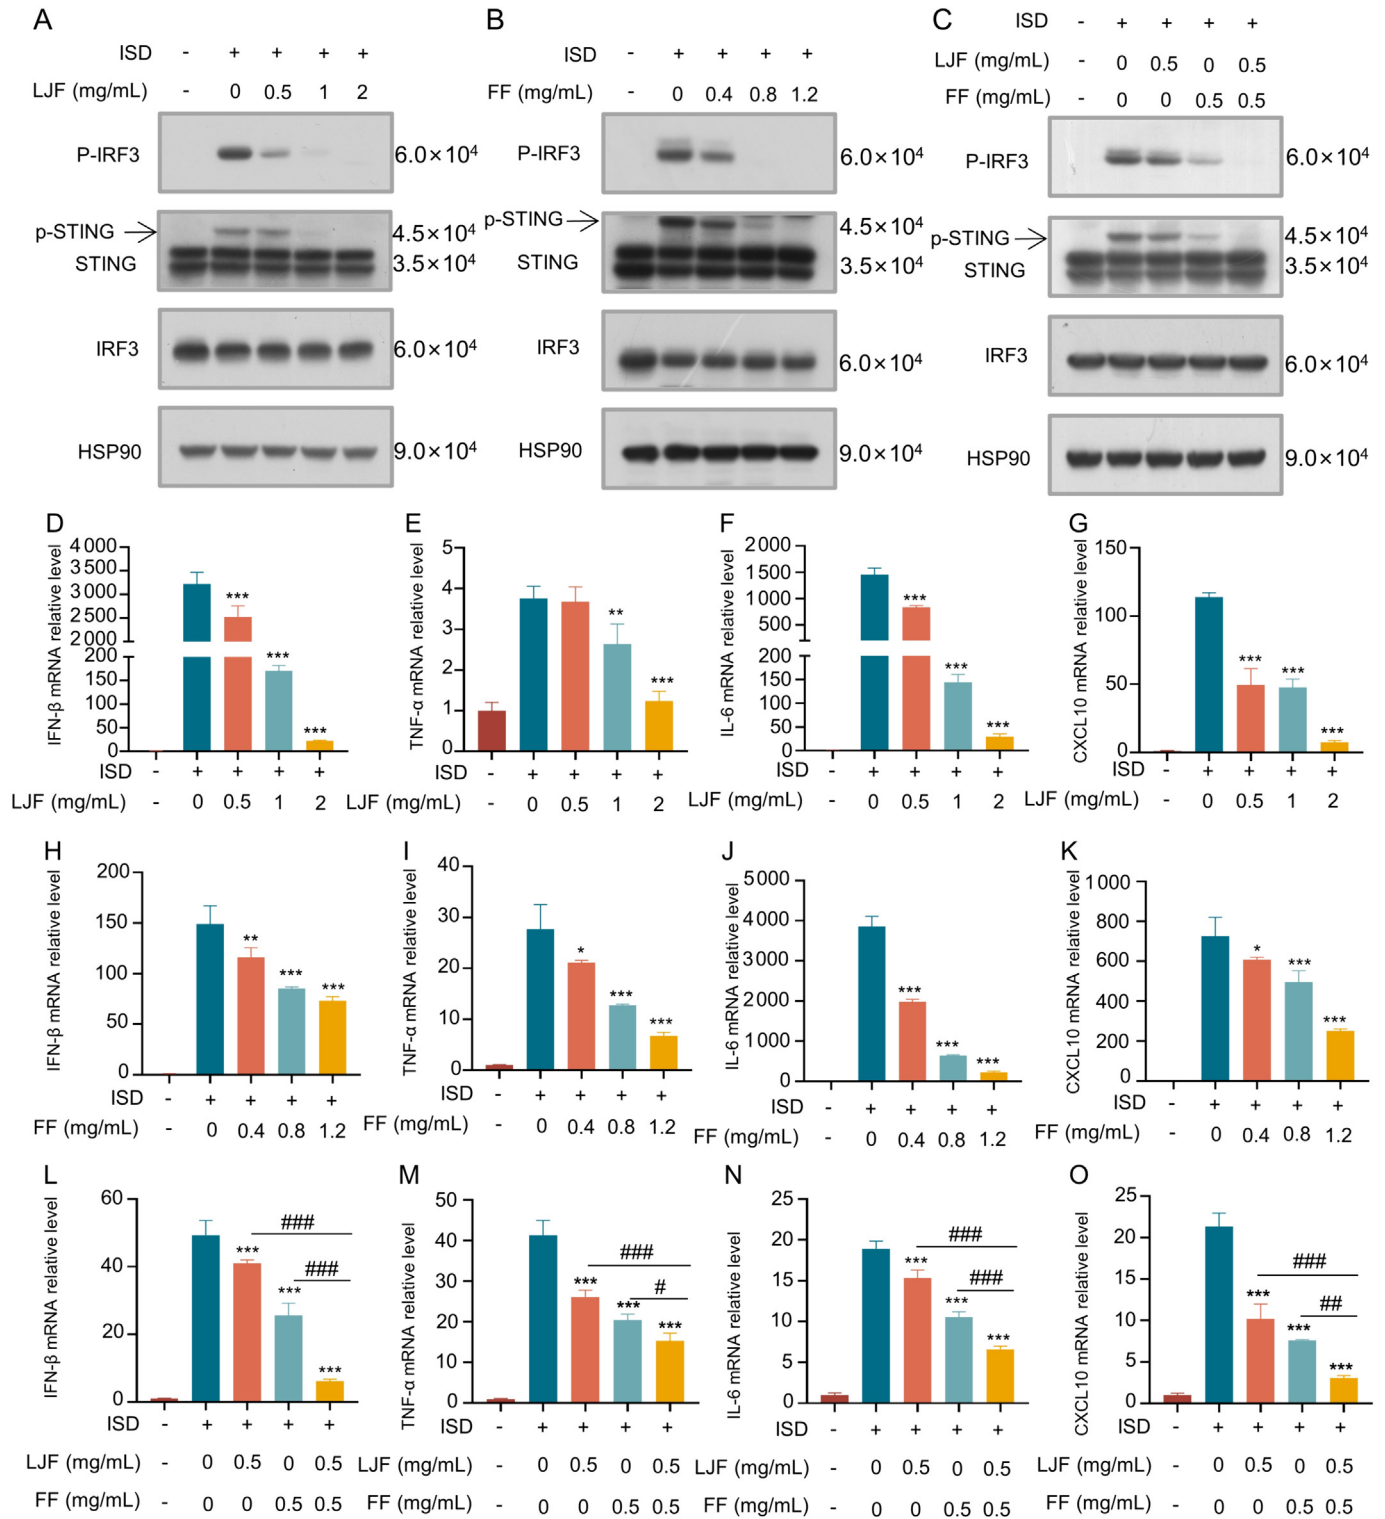 A
ISD - + + + +
LJF (mg/mL) - 0 0.5 1 2
P-IRF3 6.0×10⁴
p-STING 4.5×10⁴
STING 3.5×10⁴
IRF3 6.0×10⁴
HSP90 9.0×10⁴
B
ISD - + + + +
FF (mg/mL) - 0 0.4 0.8 1.2
P-IRF3 6.0×10⁴
p-STING 4.5×10⁴
STING 3.5×10⁴
IRF3 6.0×10⁴
HSP90 9.0×10⁴
C
ISD - + + + +
LJF (mg/mL) - 0 0.5 0 0.5
FF (mg/mL) - 0 0 0.5 0.5
P-IRF3 6.0×10⁴
p-STING 4.5×10⁴
STING 3.5×10⁴
IRF3 6.0×10⁴
HSP90 9.0×10⁴
D
IFN-β mRNA relative level
4000
3500
3000
2500
2000
200
150
100
50
0
*** *** ***
ISD - + + + +
LJF (mg/mL) - 0 0.5 1 2
E
TNF-α mRNA relative level
5
4
3
2
1
0
** ***
ISD - + + + +
LJF (mg/mL) - 0 0.5 1 2
F
IL-6 mRNA relative level
2000
1500
1000
500
200
150
100
50
0
*** *** ***
ISD - + + + +
LJF (mg/mL) - 0 0.5 1 2
G
CXCL10 mRNA relative level
150
100
50
0
*** *** ***
ISD - + + + +
LJF (mg/mL) - 0 0.5 1 2
H
IFN-β mRNA relative level
200
150
100
50
0
** *** ***
ISD - + + + +
FF (mg/mL) - 0 0.4 0.8 1.2
I
TNF-α mRNA relative level
40
30
20
10
0
* *** ***
ISD - + + + +
FF (mg/mL) - 0 0.4 0.8 1.2
J
IL-6 mRNA relative level
5000
4000
3000
2000
1000
0
*** *** ***
ISD - + + + +
FF (mg/mL) - 0 0.4 0.8 1.2
K
CXCL10 mRNA relative level
1000
800
600
400
200
0
* *** ***
ISD - + + + +
FF (mg/mL) - 0 0.4 0.8 1.2
L
IFN-β mRNA relative level
60
40
20
0
###
###
*** *** ***
ISD - + + + +
LJF (mg/mL) - 0 0.5 0 0.5
FF (mg/mL) - 0 0 0.5 0.5
M
TNF-α mRNA relative level
50
40
30
20
10
0
###
#
*** *** ***
ISD - + + + +
LJF (mg/mL) - 0 0.5 0 0.5
FF (mg/mL) - 0 0 0.5 0.5
N
IL-6 mRNA relative level
25
20
15
10
5
0
###
###
*** *** ***
ISD - + + + +
LJF (mg/mL) - 0 0.5 0 0.5
FF (mg/mL) - 0 0 0.5 0.5
O
CXCL10 mRNA relative level
25
20
15
10
5
0
###
##
*** *** ***
ISD - + + + +
LJF (mg/mL) - 0 0.5 0 0.5
FF (mg/mL) - 0 0 0.5 0.5